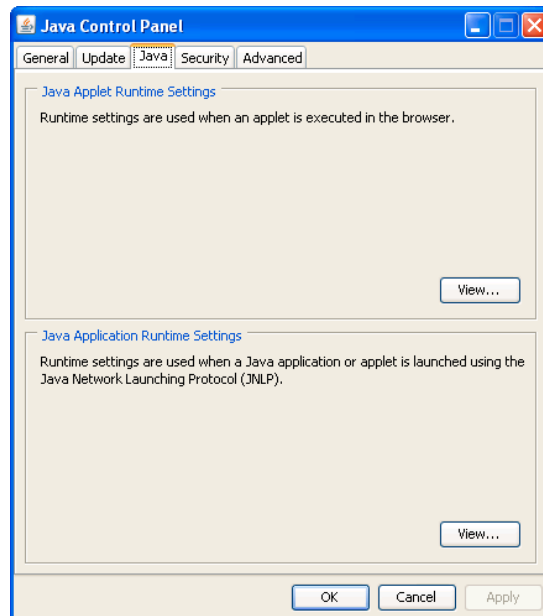 Java Control Panel
General Update Java Security Advanced
Java Applet Runtime Settings
Runtime settings are used when an applet is executed in the browser.
View...
Java Application Runtime Settings
Runtime settings are used when a Java application or applet is launched using the
Java Network Launching Protocol (JNLP).
View...
OK Cancel Apply